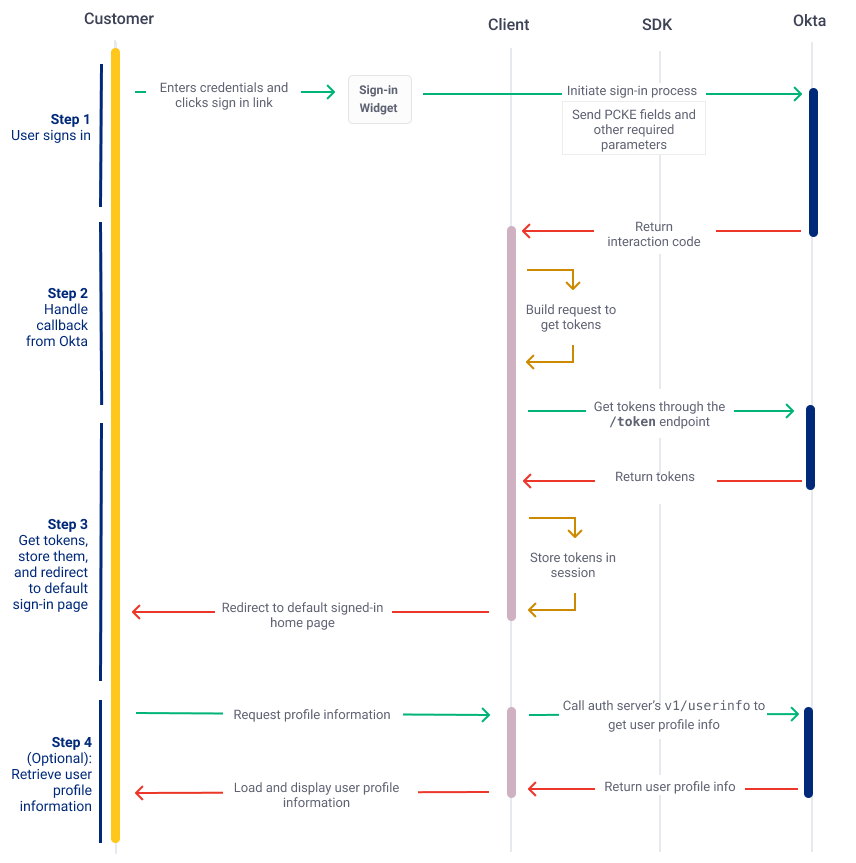 Customer
Client
SDK
Okta
Step 1
User signs in
Enters credentials and
clicks sign in link
Sign-in
Widget
Initiate sign-in process
Send PCKE fields and
other required
parameters
Step 2
Handle
callback
from Okta
Return
interaction code
Build request to
get tokens
Get tokens through the
/token endpoint
Return tokens
Step 3
Get tokens,
store them,
and redirect
to default
sign-in page
Store tokens in
session
Redirect to default signed-in
home page
Step 4
(Optional):
Retrieve user
profile
information
Request profile information
Call auth server's v1/userinfo to
get user profile info
Return user profile info
Load and display user profile
information